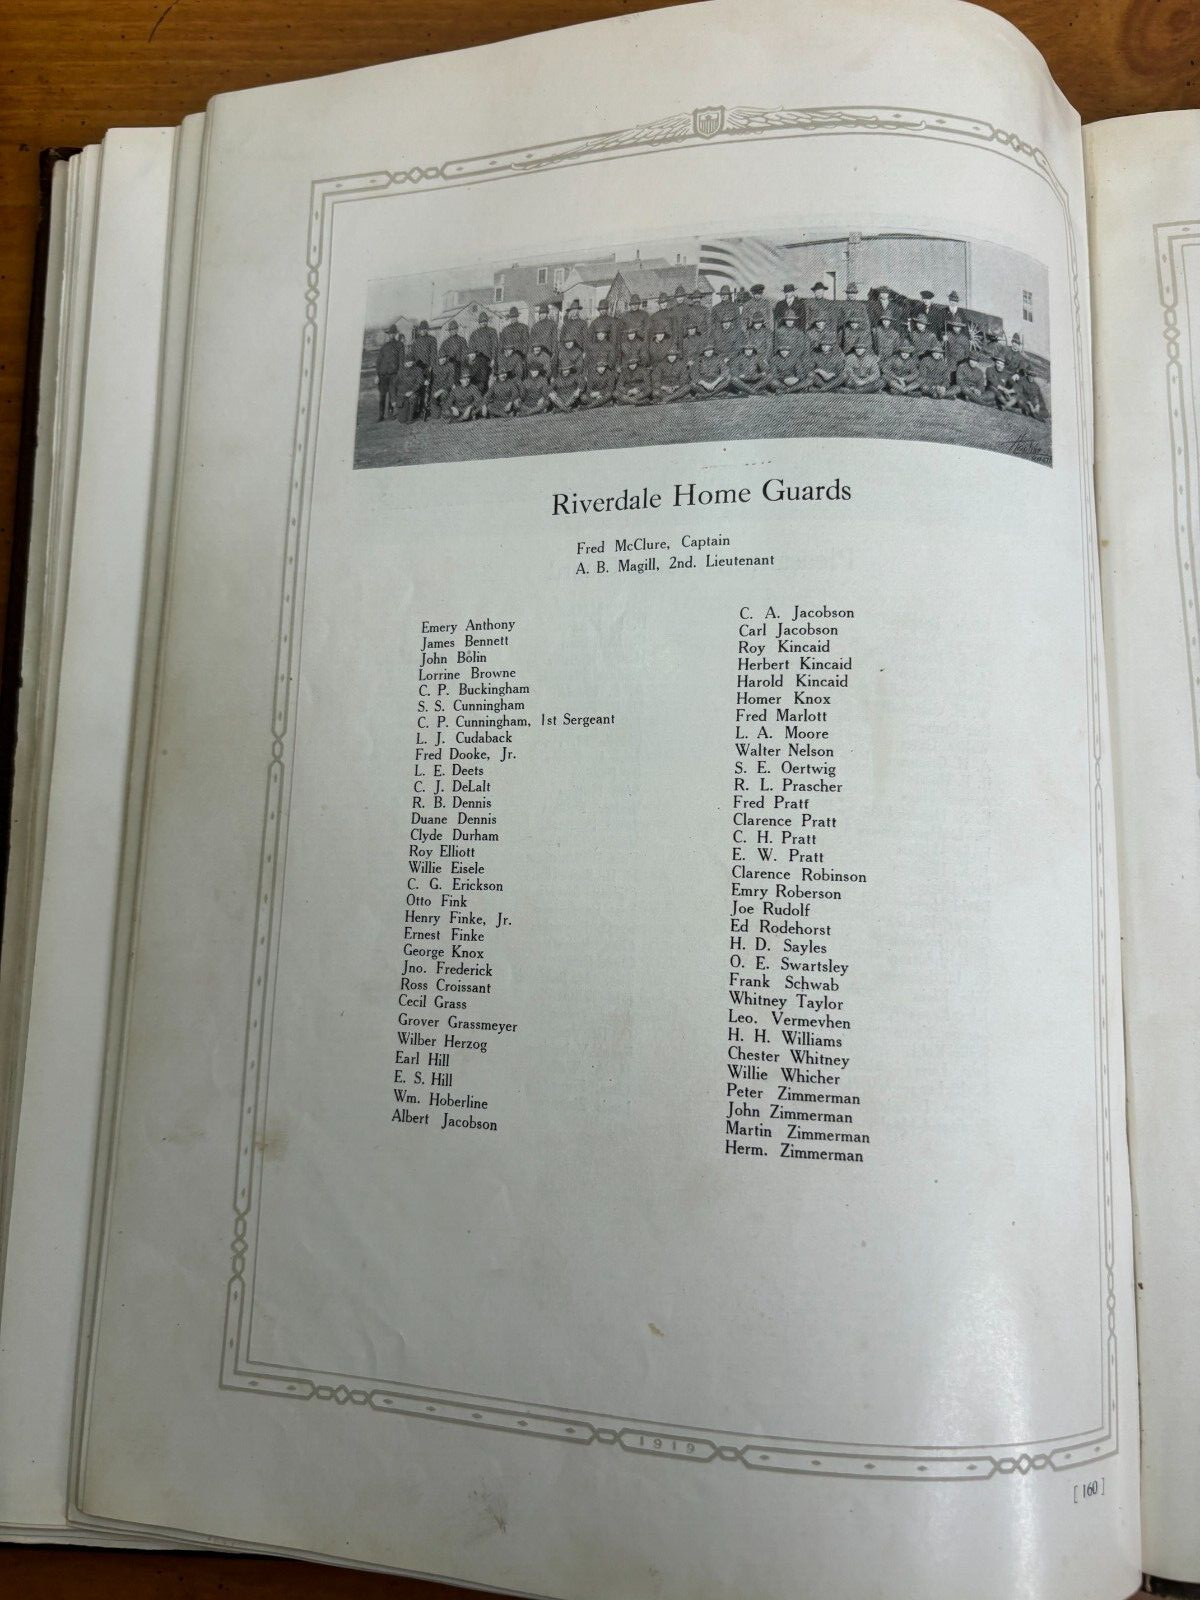 Riverdale Home Guards
Fred McClure, Captain
A. B. Magill, 2nd. Lieutenant
Emery Anthony
James Bennett
John Bolin
Lorrine Browne
C. P. Buckingham
S. S. Cunningham
C. P. Cunningham, 1st Sergeant
L. J. Cudaback
Fred Dooke, Jr.
L. E. Deets
C. J. DeLalt
R. B. Dennis
Duane Dennis
Clyde Durham
Roy Elliott
Willie Eisele
C. G. Erickson
Otto Fink
Henry Finke, Jr.
Ernest Finke
George Knox
Jno. Frederick
Ross Croissant
Cecil Grass
Grover Grassmeyer
Wilber Herzog
Earl Hill
E. S. Hill
Wm. Hoberline
Albert Jacobson
C. A. Jacobson
Carl Jacobson
Roy Kincaid
Herbert Kincaid
Harold Kincaid
Homer Knox
Fred Marlott
L. A. Moore
Walter Nelson
S. E. Oertwig
R. L. Prascher
Fred Pratt
Clarence Pratt
C. H. Pratt
E. W. Pratt
Clarence Robinson
Emry Roberson
Joe Rudolf
Ed Rodehorst
H. D. Sayles
O. E. Swartsley
Frank Schwab
Whitney Taylor
Leo. Vermevhen
H. H. Williams
Chester Whitney
Willie Whicher
Peter Zimmerman
John Zimmerman
Martin Zimmerman
Herm. Zimmerman
1919
[ 160 ]